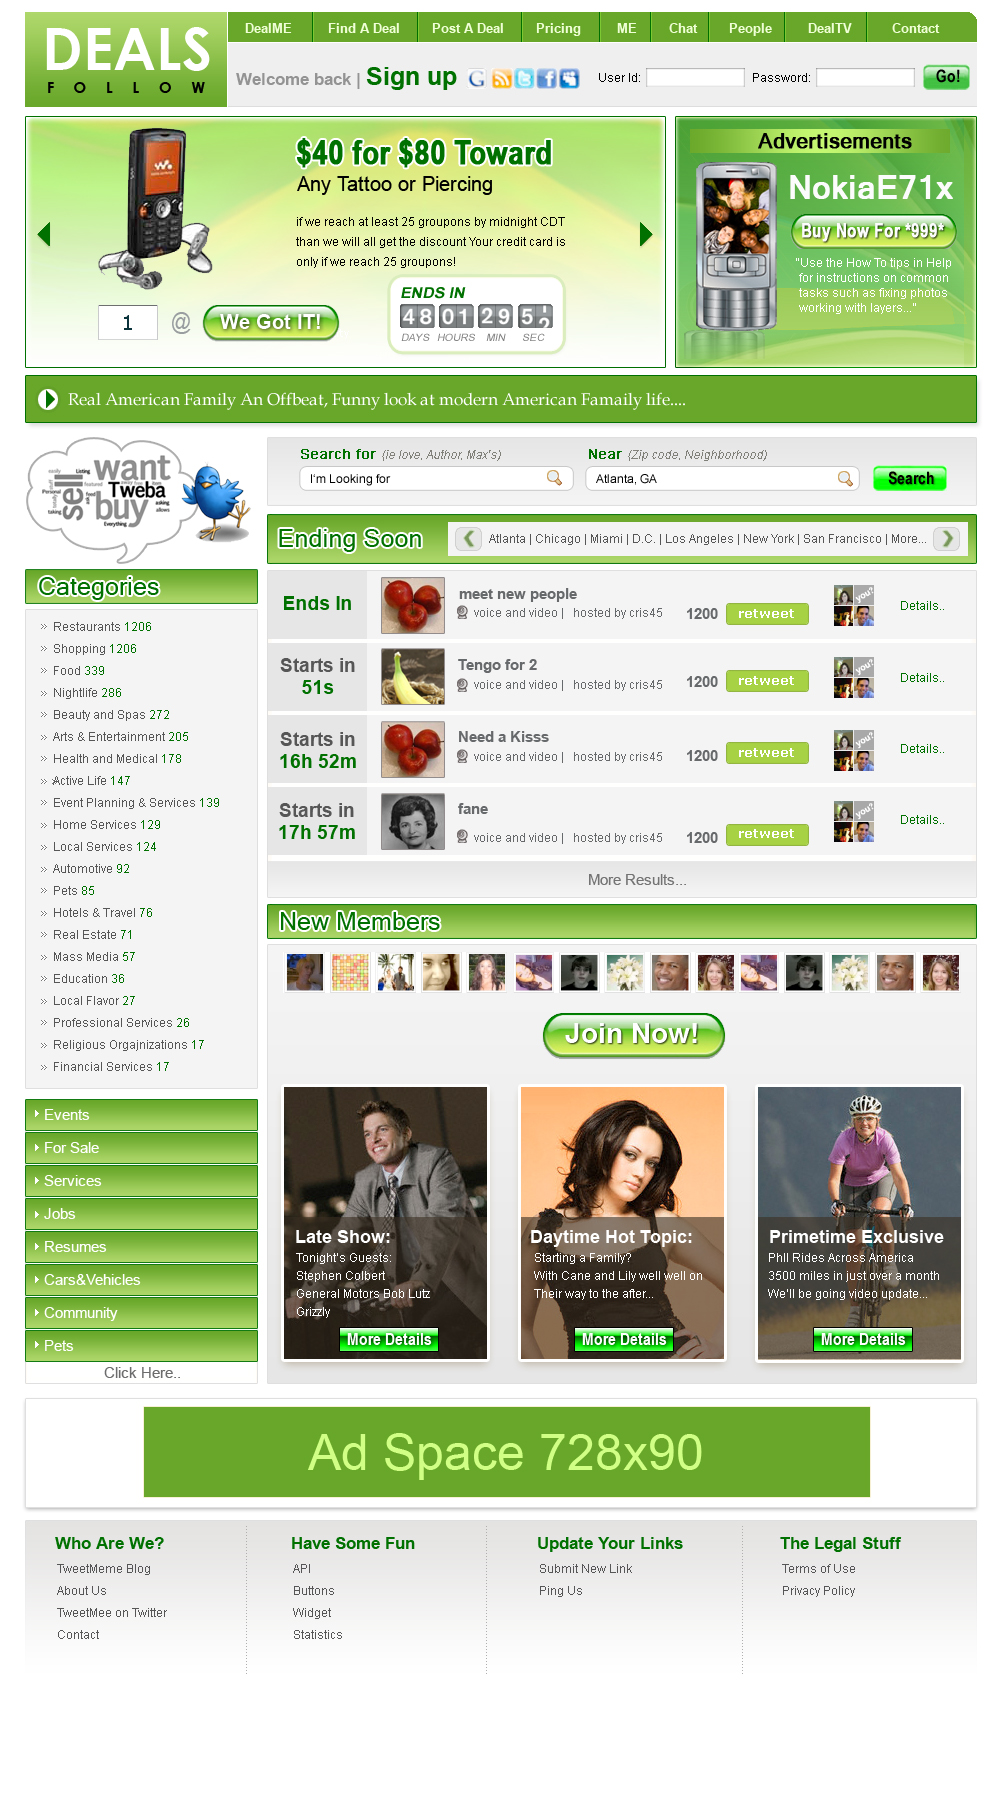 DEALS
FOLLOW
DealME Find A Deal Post A Deal Pricing ME Chat People DealTV Contact
Welcome back | Sign up
User Id: Password: Go!
$40 for $80 Toward
Any Tattoo or Piercing
if we reach at least 25 groupons by midnight CDT
than we will all get the discount Your credit card is
only if we reach 25 groupons!
ENDS IN
48 01 29
DAYS HOURS MIN SEC
1 @ We Got IT!
Advertisements
NokiaE71x
Buy Now For *999*
"Use the How To tips in Help
for instructions on common
tasks such as fixing photos
working with layers..."
Real American Family An Offbeat, Funny look at modern American Famaily life....
want
sell
Tweba
buy
Everything
Search for (ie love, Author, Max's)
I'm Looking for
Near (Zip code, Neighborhood)
Atlanta, GA
Search
Ending Soon
Atlanta | Chicago | Miami | D.C. | Los Angeles | New York | San Francisco | More...
Categories
Restaurants 1206
Shopping 1206
Food 339
Nightlife 286
Beauty and Spas 272
Arts & Entertainment 205
Health and Medical 178
Active Life 147
Event Planning & Services 139
Home Services 129
Local Services 124
Automotive 92
Pets 85
Hotels & Travel 76
Real Estate 71
Mass Media 57
Education 36
Local Flavor 27
Professional Services 26
Religious Orgajnizations 17
Financial Services 17
Events
For Sale
Services
Jobs
Resumes
Cars&Vehicles
Community
Pets
Click Here..
Ends In
meet new people
voice and video | hosted by cris45
1200 retweet
you?
Details..
Starts in
51s
Tengo for 2
voice and video | hosted by cris45
1200 retweet
you?
Details..
Starts in
16h 52m
Need a Kisss
voice and video | hosted by cris45
1200 retweet
you?
Details..
Starts in
17h 57m
fane
voice and video | hosted by cris45
1200 retweet
you?
Details..
More Results...
New Members
Join Now!
Late Show:
Tonight's Guests:
Stephen Colbert
General Motors Bob Lutz
Grizzly
More Details
Daytime Hot Topic:
Starting a Family?
With Cane and Lily well well on
Their way to the after...
More Details
Primetime Exclusive
Phll Rides Across America
3500 miles in just over a month
We'll be going video update...
More Details
Ad Space 728x90
Who Are We?
TweetMeme Blog
About Us
TweetMee on Twitter
Contact
Have Some Fun
API
Buttons
Widget
Statistics
Update Your Links
Submit New Link
Ping Us
The Legal Stuff
Terms of Use
Privacy Policy